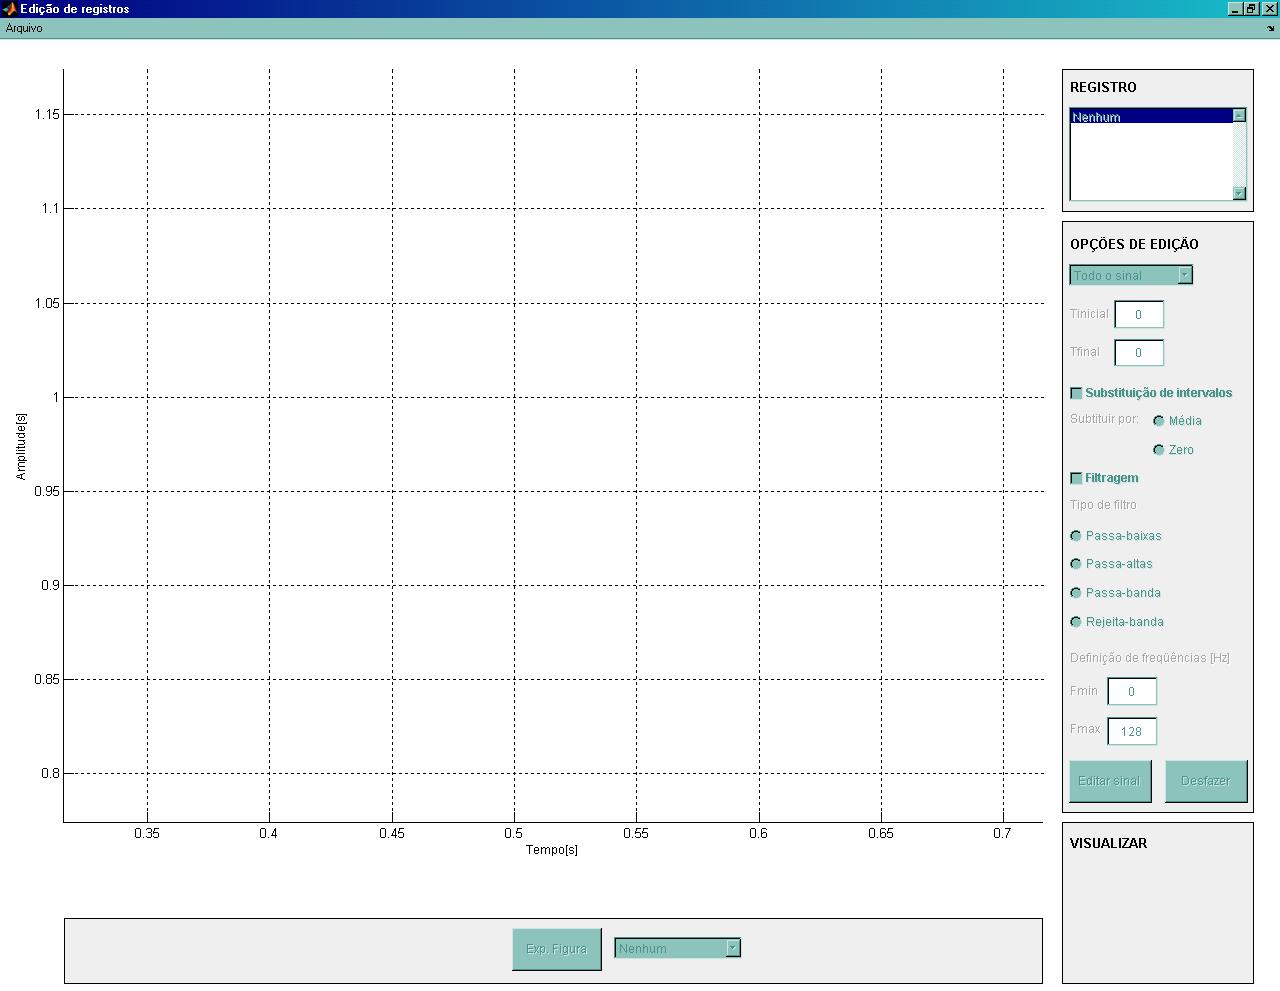 Edição de registros
Arquivo
1.15
1.1
1.05
1
0.95
0.9
0.85
0.8
Amplitude[s]
0.35 0.4 0.45 0.5 0.55 0.6 0.65 0.7
Tempo[s]
Exp. Figura Nenhum
REGISTRO
Nenhum
OPÇÕES DE EDIÇÃO
Todo o sinal
Tinicial 0
Tfinal 0
Substituição de intervalos
Subtituir por: Média
Zero
Filtragem
Tipo de filtro
Passa-baixas
Passa-altas
Passa-banda
Rejeita-banda
Definição de freqüências [Hz]
Fmin 0
Fmax 128
Editar sinal Desfazer
VISUALIZAR